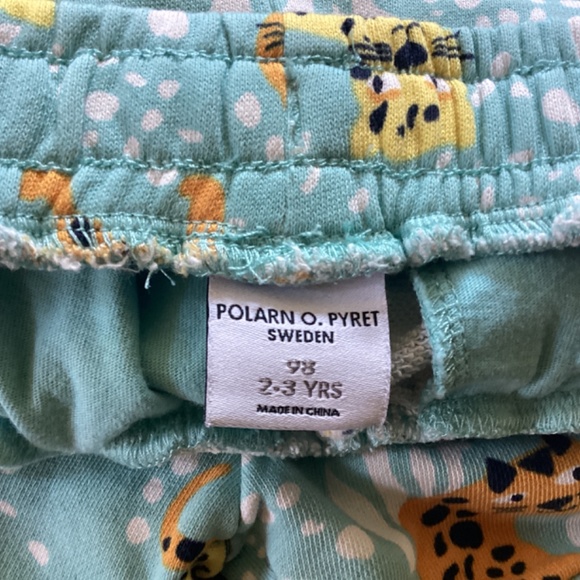 POLARN O. PYRET
SWEDEN
98
2-3 YRS
MADE IN CHINA